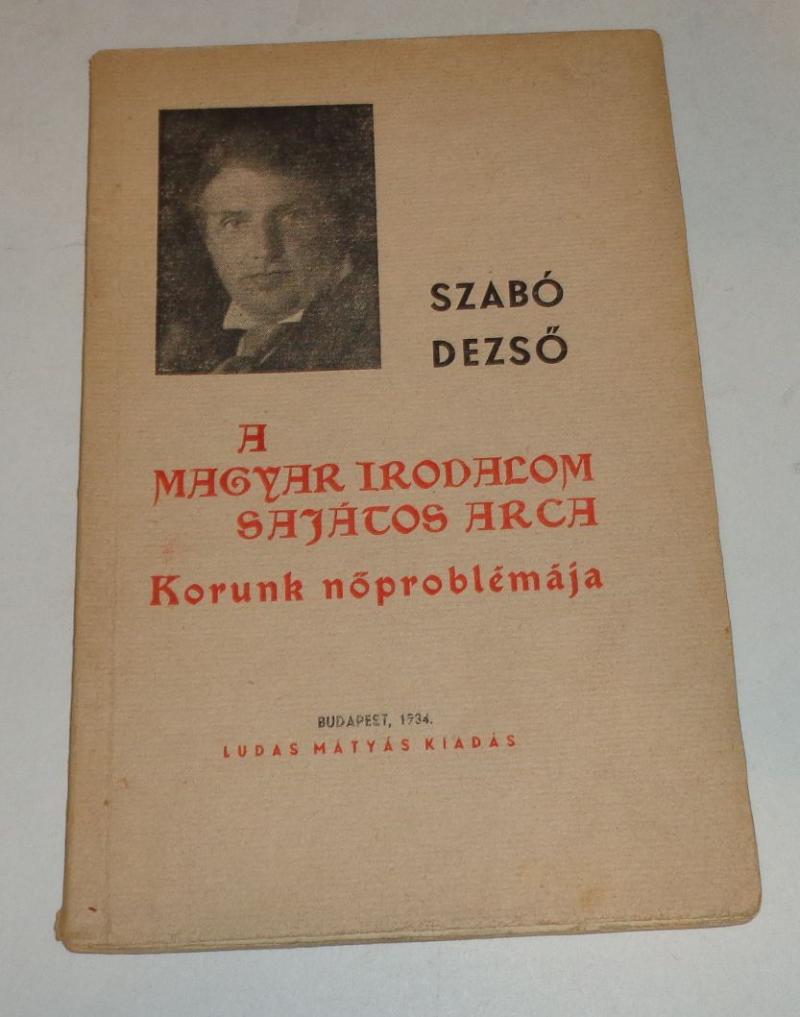 SZABÓ
DEZSŐ
A
MAGYAR IRODALOM
SAJÁTOS ARCA
Korunk nőproblémája
BUDAPEST, 1934.
LUDAS MÁTYÁS KIADÁS